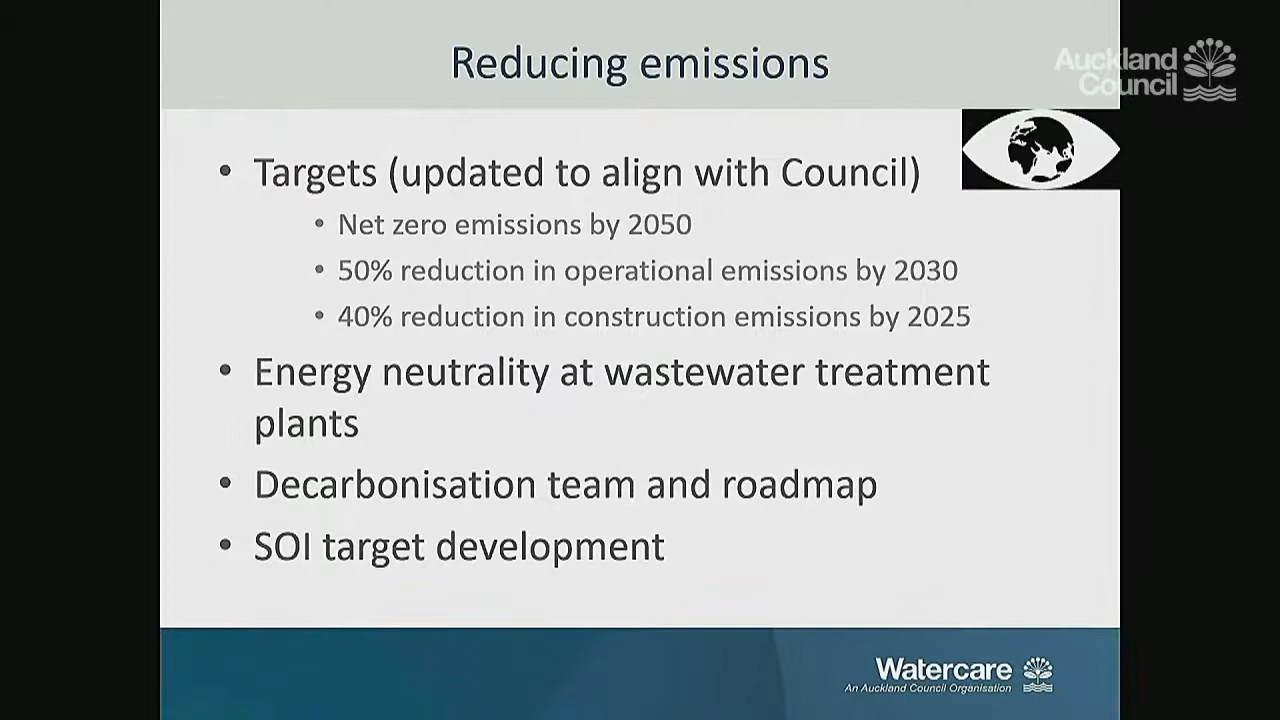 Reducing emissions
Auckland
Council
• Targets (updated to align with Council)
• Net zero emissions by 2050
• 50% reduction in operational emissions by 2030
• 40% reduction in construction emissions by 2025
• Energy neutrality at wastewater treatment
plants
• Decarbonisation team and roadmap
• SOI target development
Watercare
An Auckland Council Organisation